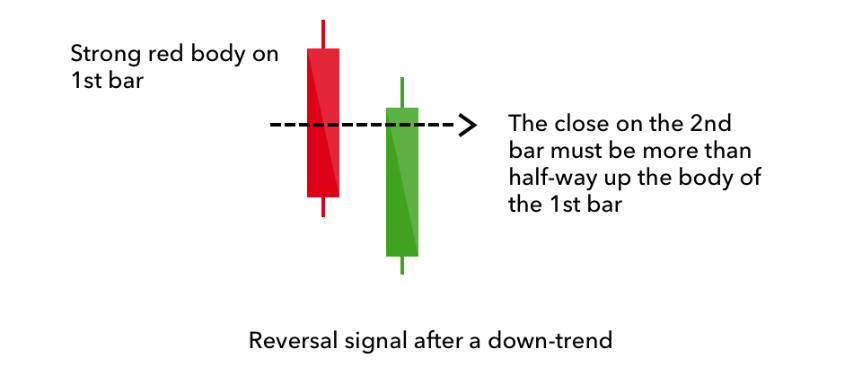 Strong red body on
1st bar
The close on the 2nd
bar must be more than
half-way up the body of
the 1st bar
Reversal signal after a down-trend